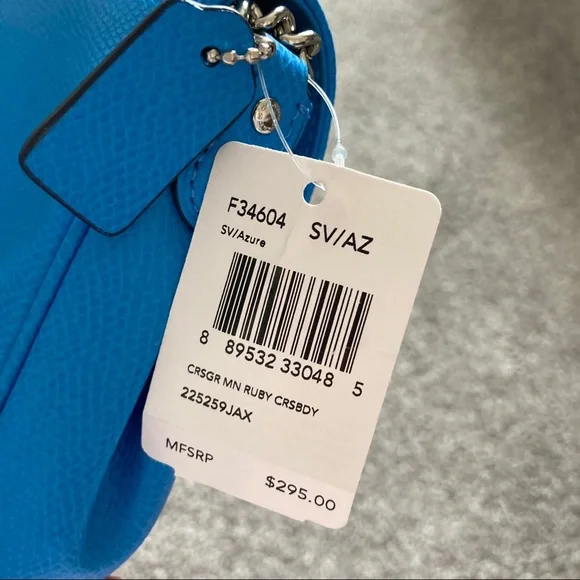 F34604 SV/AZ
SV/Azure
8 89532 33048 5
CRSGR MN RUBY CRSBDY
225259JAX
MFSRP
$295.00